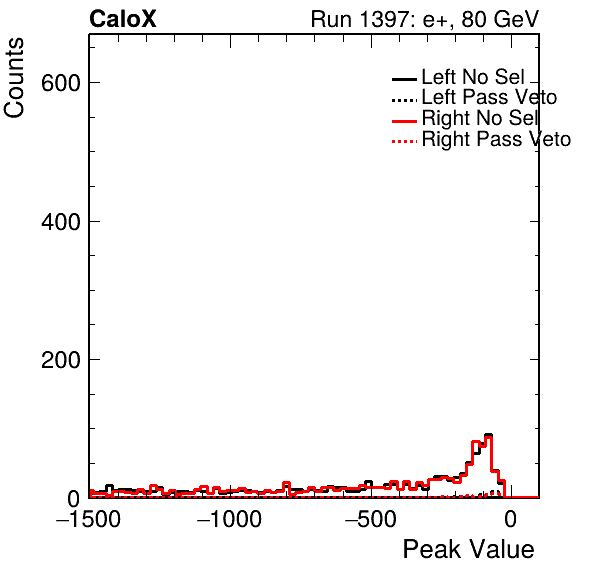 CaloX Run 1397: e+, 80 GeV
Counts
Left No Sel
Left Pass Veto
Right No Sel
Right Pass Veto
600
400
200
0
−1500 −1000 −500 0
Peak Value